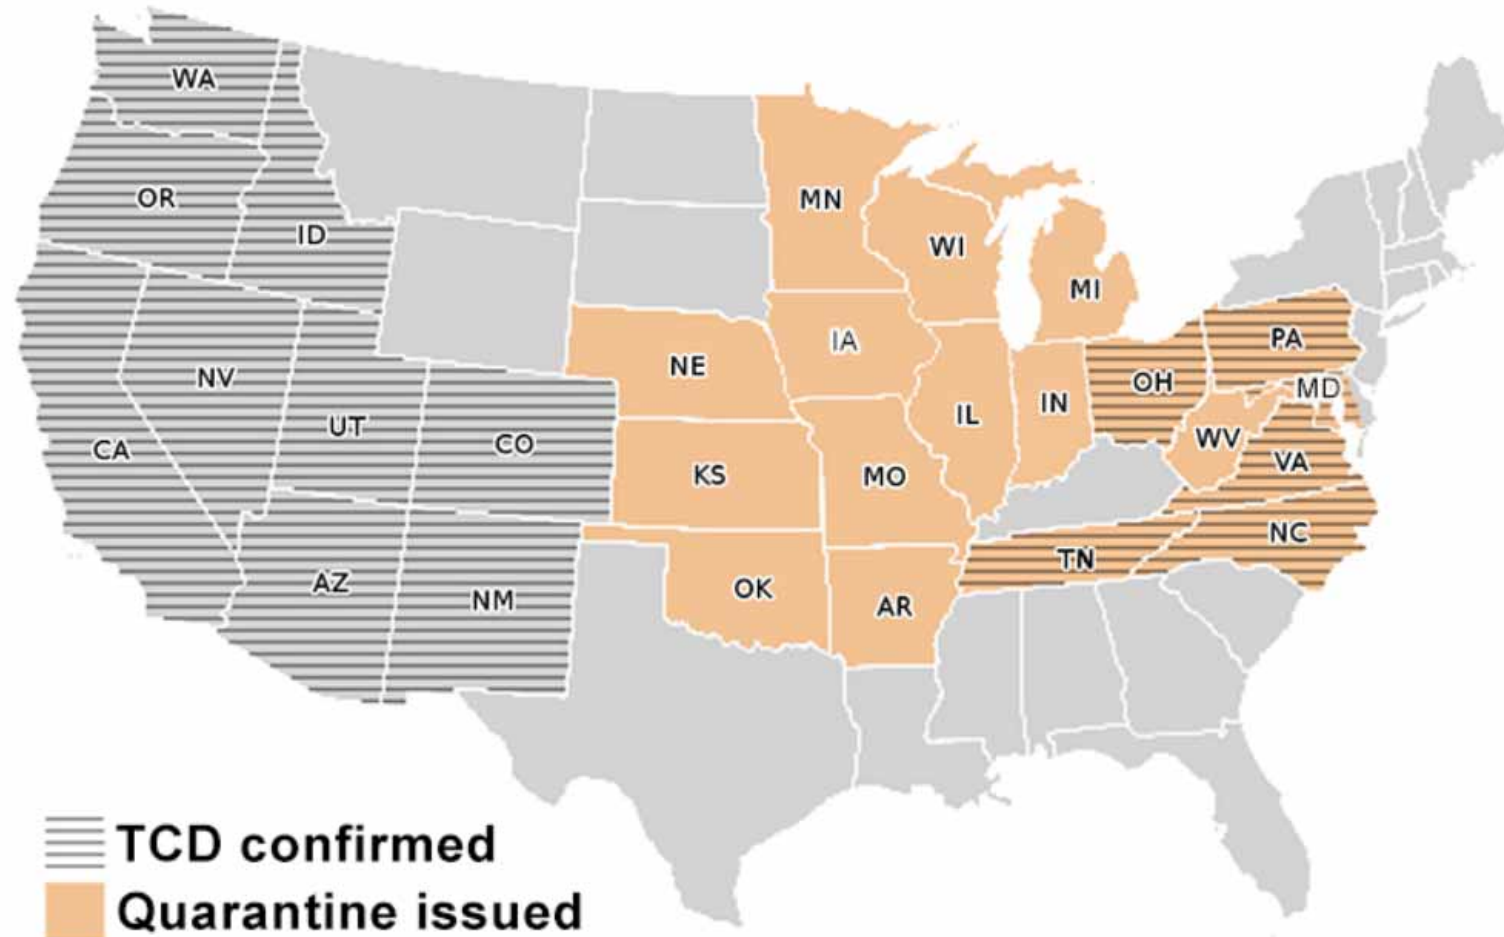 WA
OR
ID
MN
WI
MI
NE
IA
PA
NV
UT
CO
IL
IN
OH
MD
CA
KS
MO
WV
VA
AZ
NM
OK
AR
TN
NC
TCD confirmed
Quarantine issued